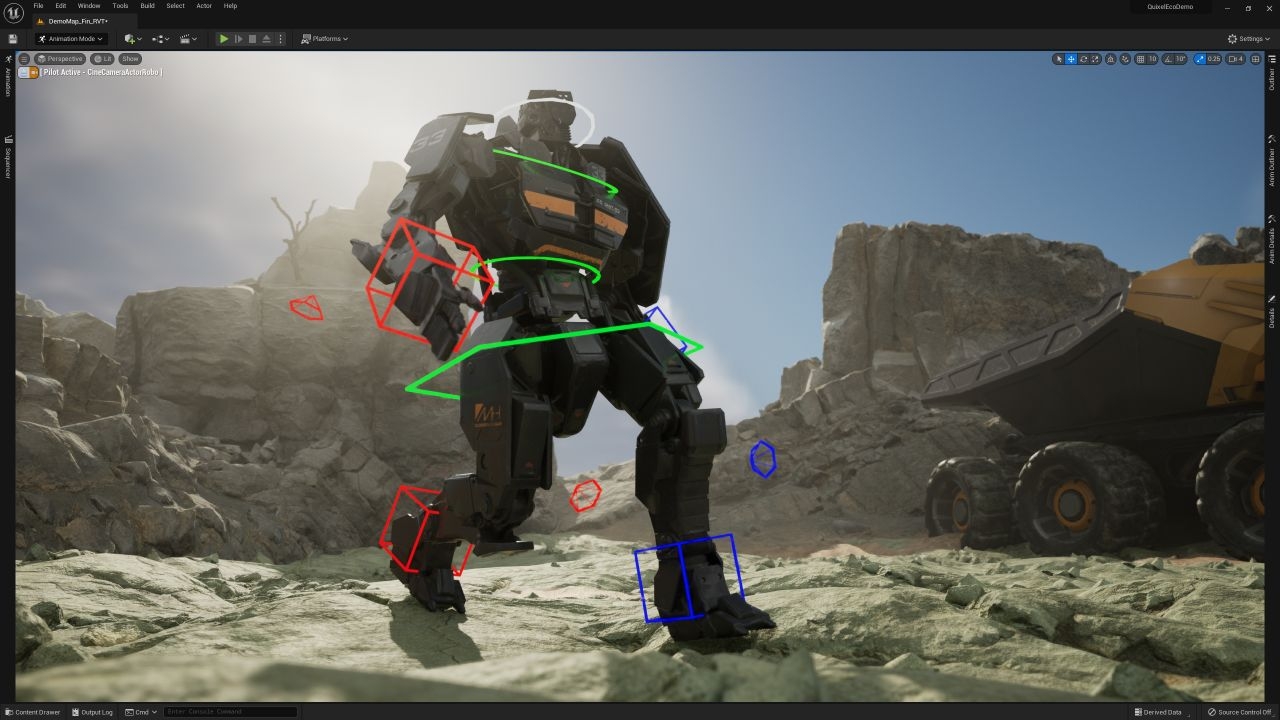 File Edit Window Tools Build Select Actor Help
QuixelEcoDemo
DemoMap_Fin_RVT•
Animation Mode
Platforms
Settings
Perspective Lit Show
10 10° 0.25 4
[ Pilot Active - CineCameraActorRobo ]
Animation
Sequencer
Outliner
Anim Outliner
Anim Details
Details
33
MH
Content Drawer Output Log Cmd Enter Console Command
Derived Data Source Control Off